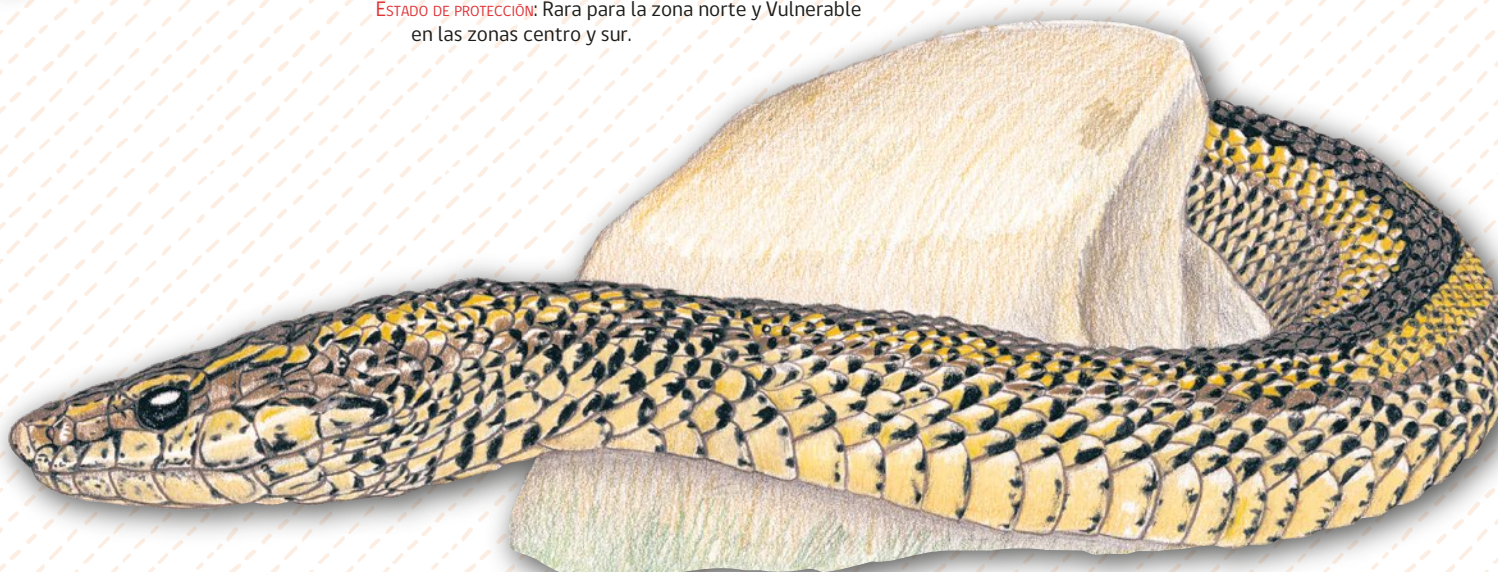 ESTADO DE PROTECCIÓN: Rara para la zona norte y Vulnerable
en las zonas centro y sur.